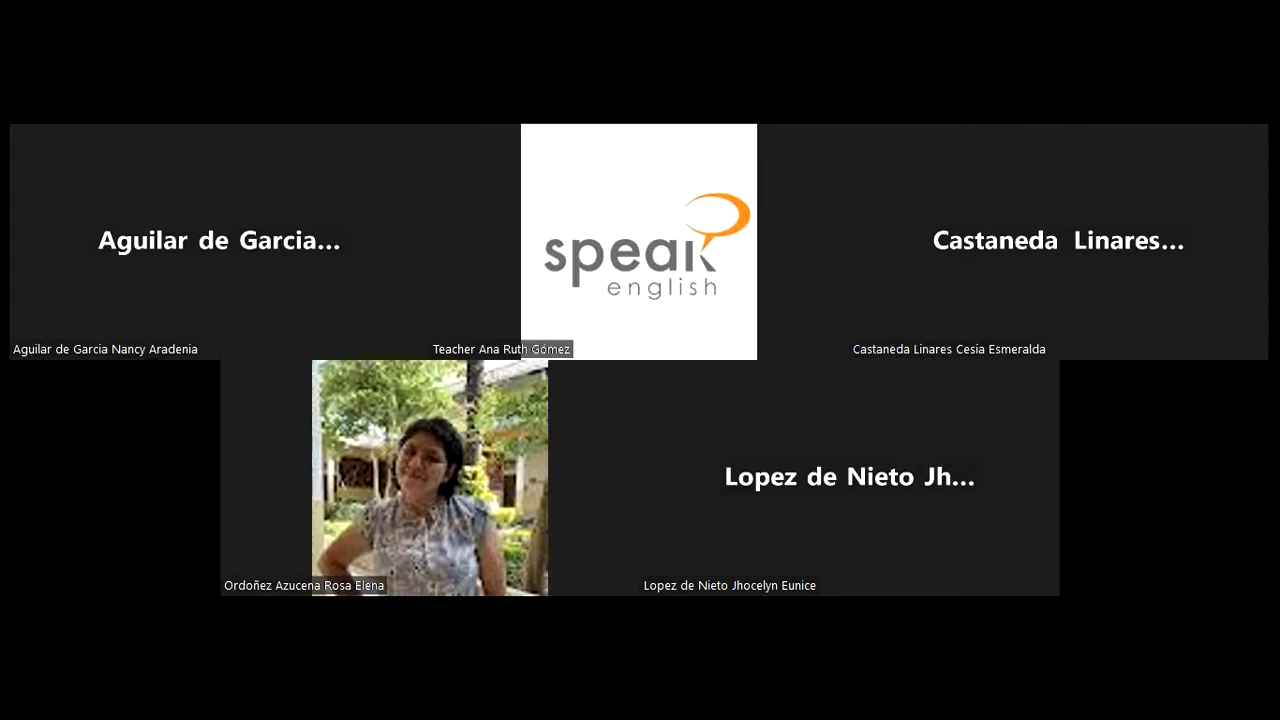 Aguilar de Garcia...
speak
english
Castaneda Linares...
Aguilar de Garcia Nancy Aradenia
Teacher Ana Ruth Gómez
Castaneda Linares Cesia Esmeralda
Lopez de Nieto Jh...
Ordoñez Azucena Rosa Elena
Lopez de Nieto Jhocelyn Eunice